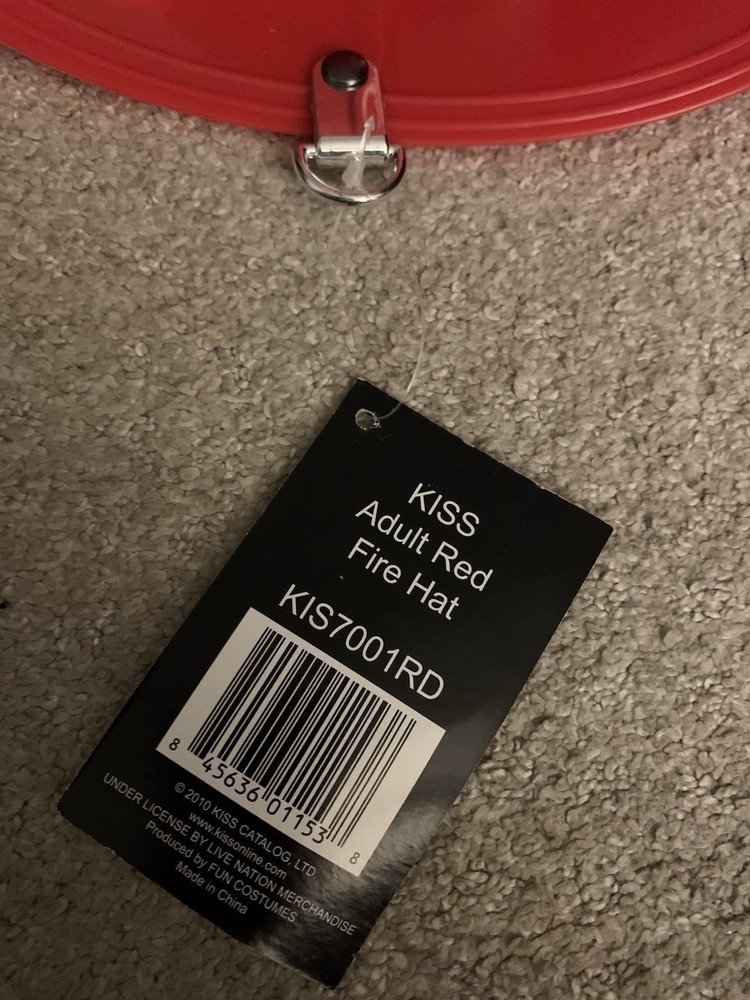 KISS
Adult Red
Fire Hat
KIS7001RD
8 45636 01153 8
© 2010 KISS CATALOG, LTD
www.kissonline.com
UNDER LICENSE BY LIVE NATION MERCHANDISE
Produced by FUN COSTUMES
Made in China